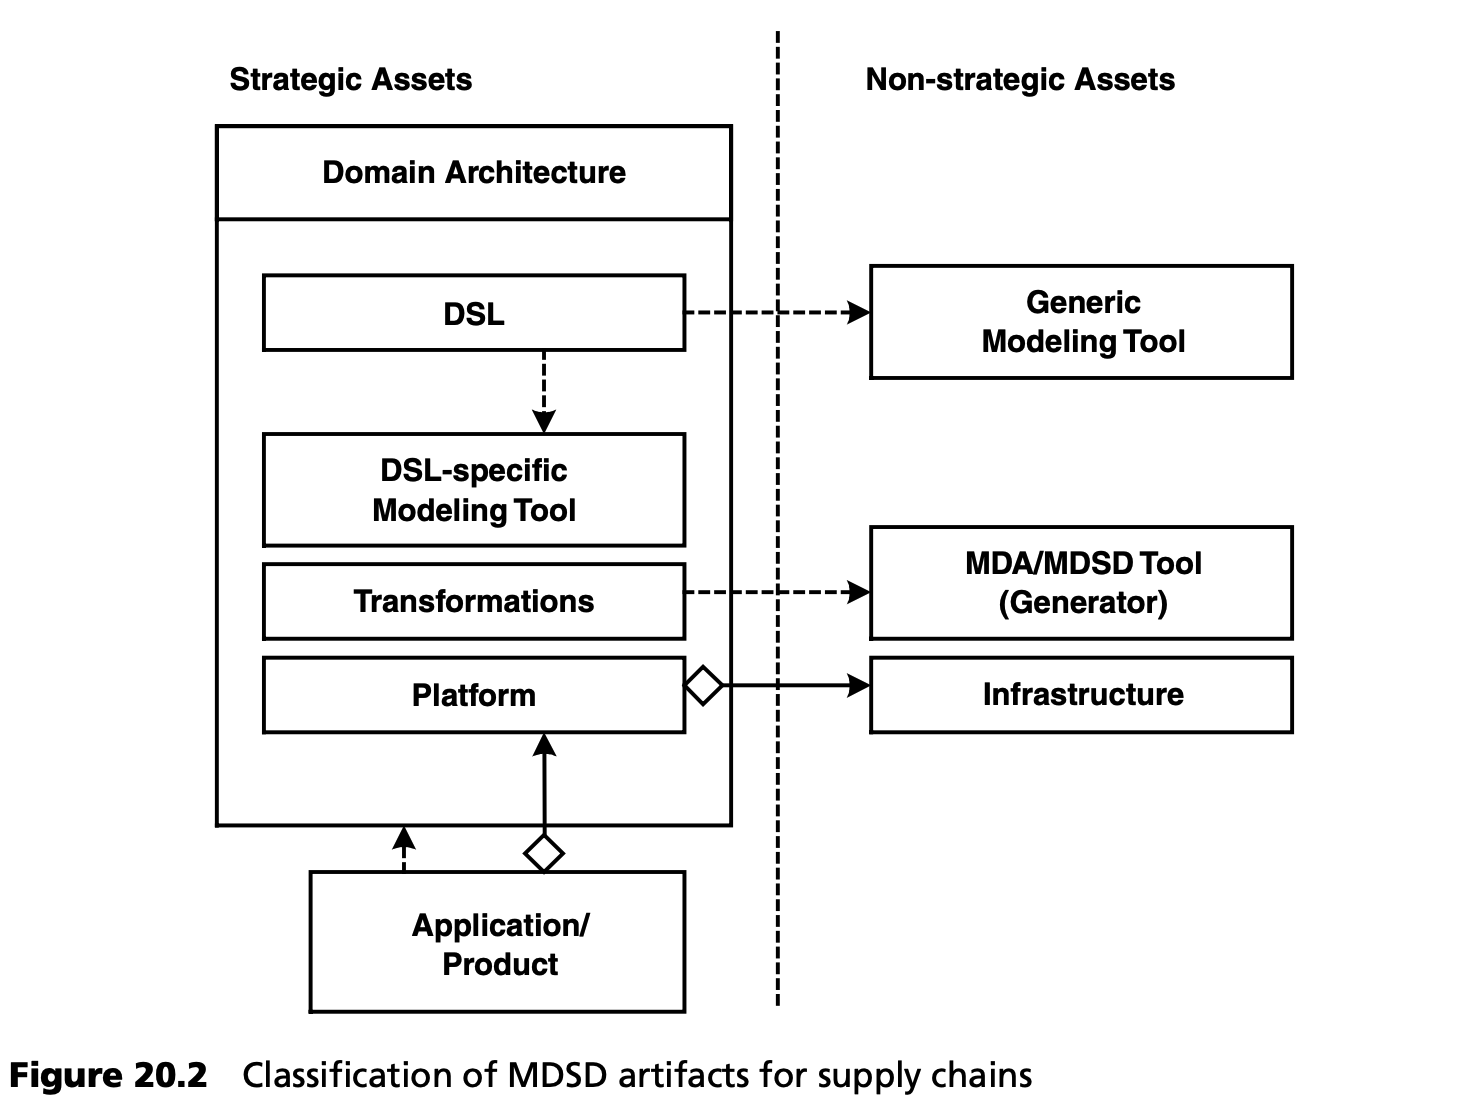 Strategic Assets
Non-strategic Assets
Domain Architecture
DSL
Generic
Modeling Tool
DSL-specific
Modeling Tool
MDA/MDSD Tool
(Generator)
Transformations
Platform
Infrastructure
Application/
Product
Figure 20.2 Classification of MDSD artifacts for supply chains